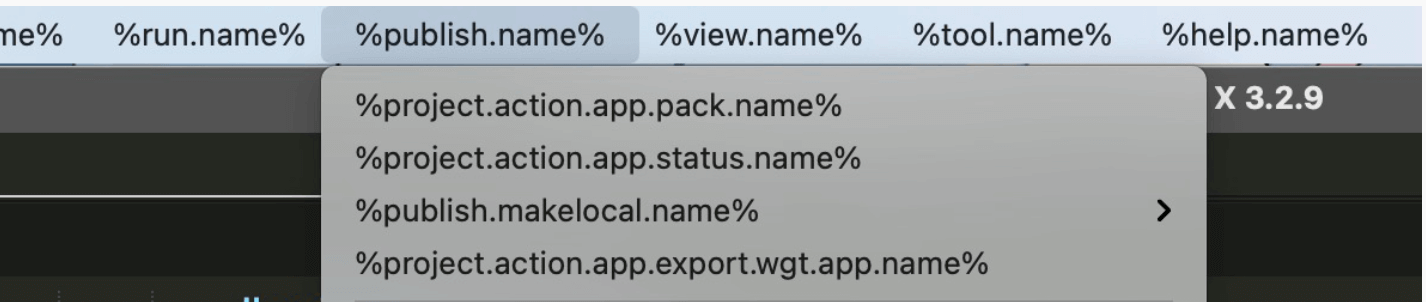 me% %run.name% %publish.name% %view.name% %tool.name% %help.name%
X 3.2.9
%project.action.app.pack.name%
%project.action.app.status.name%
%publish.makelocal.name%
%project.action.app.export.wgt.app.name%